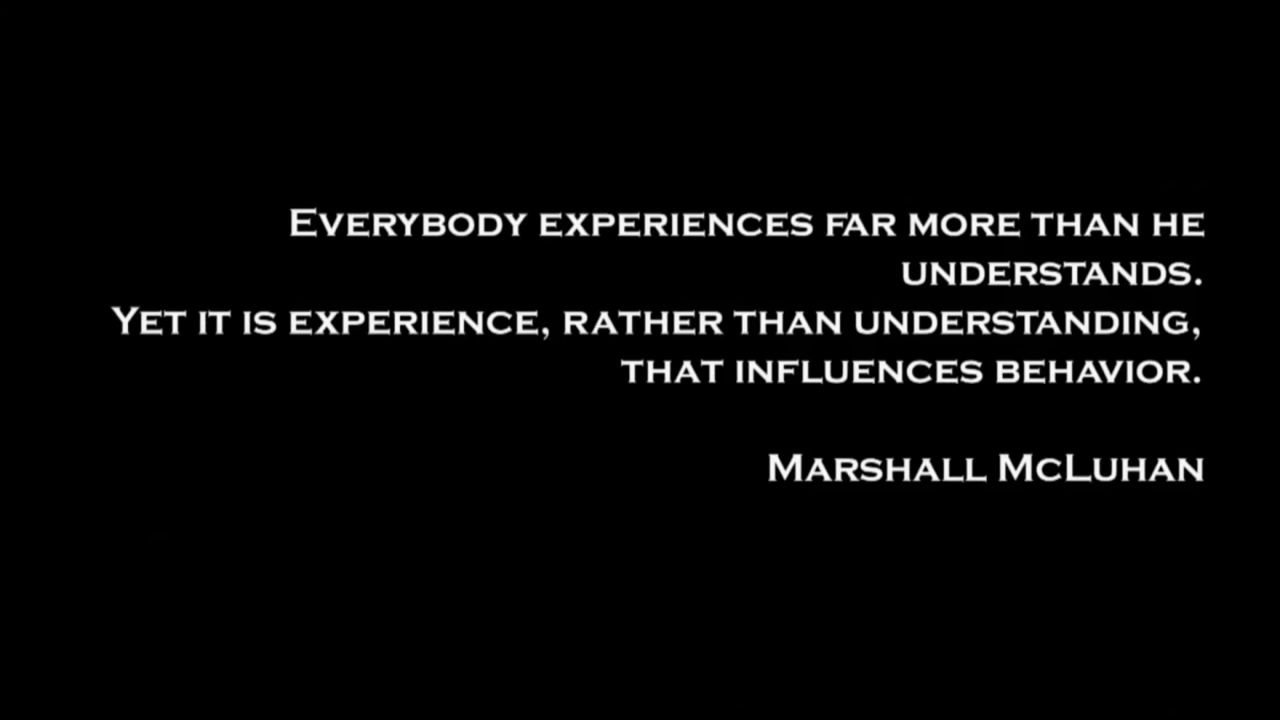 Everybody experiences far more than he
understands.
Yet it is experience, rather than understanding,
that influences behavior.
Marshall McLuhan